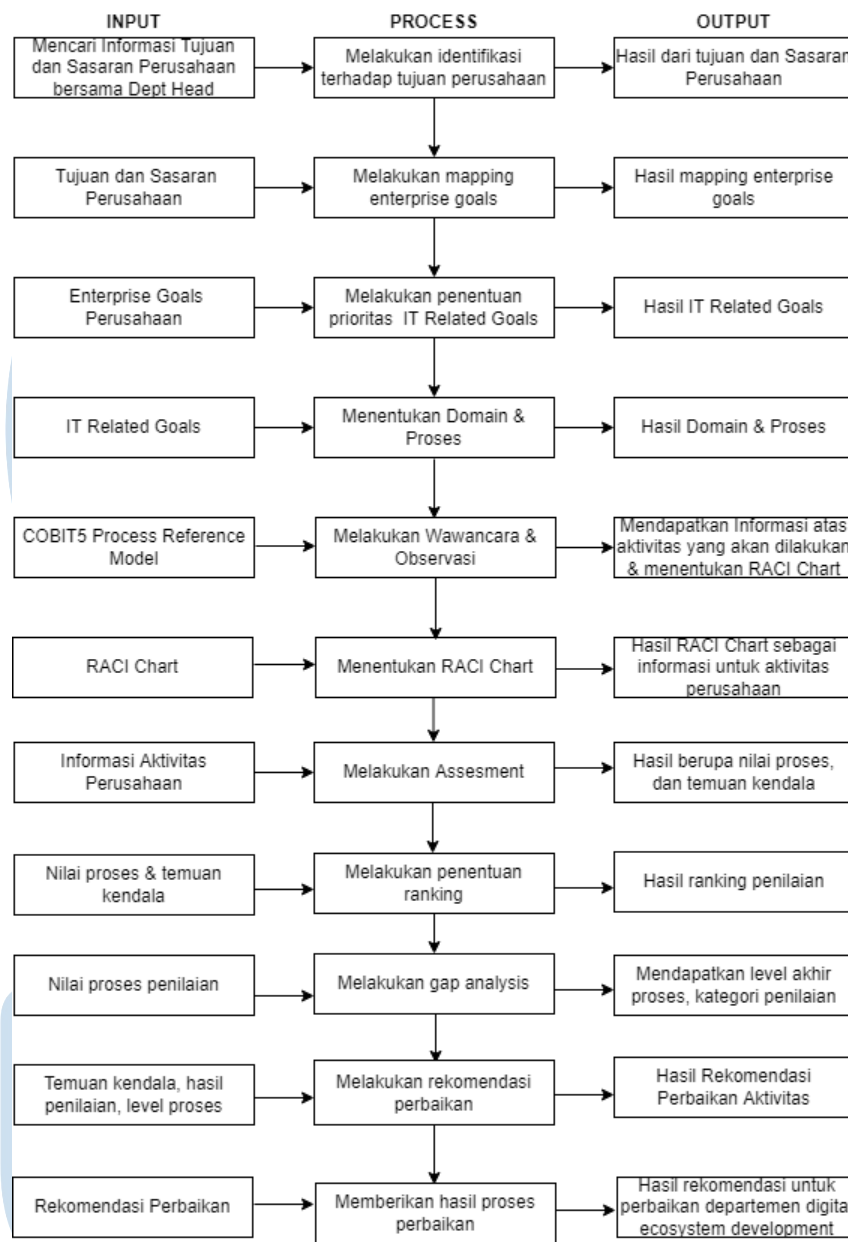 INPUT
PROCESS
OUTPUT
Mencari Informasi Tujuan
dan Sasaran Perusahaan
bersama Dept Head
Melakukan identifikasi
terhadap tujuan perusahaan
Hasil dari tujuan dan Sasaran
Perusahaan
Tujuan dan Sasaran
Perusahaan
Melakukan mapping
enterprise goals
Hasil mapping enterprise
goals
Enterprise Goals
Perusahaan
Melakukan penentuan
prioritas IT Related Goals
Hasil IT Related Goals
IT Related Goals
Menentukan Domain &
Proses
Hasil Domain & Proses
COBIT5 Process Reference
Model
Melakukan Wawancara &
Observasi
Mendapatkan Informasi atas
aktivitas yang akan dilakukan
& menentukan RACI Chart
RACI Chart
Menentukan RACI Chart
Hasil RACI Chart sebagai
informasi untuk aktivitas
perusahaan
Informasi Aktivitas
Perusahaan
Melakukan Assesment
Hasil berupa nilai proses,
dan temuan kendala
Nilai proses & temuan
kendala
Melakukan penentuan
ranking
Hasil ranking penilaian
Nilai proses penilaian
Melakukan gap analysis
Mendapatkan level akhir
proses, kategori penilaian
Temuan kendala, hasil
penilaian, level proses
Melakukan rekomendasi
perbaikan
Hasil Rekomendasi
Perbaikan Aktivitas
Rekomendasi Perbaikan
Memberikan hasil proses
perbaikan
Hasil rekomendasi untuk
perbaikan departemen digital
ecosystem development